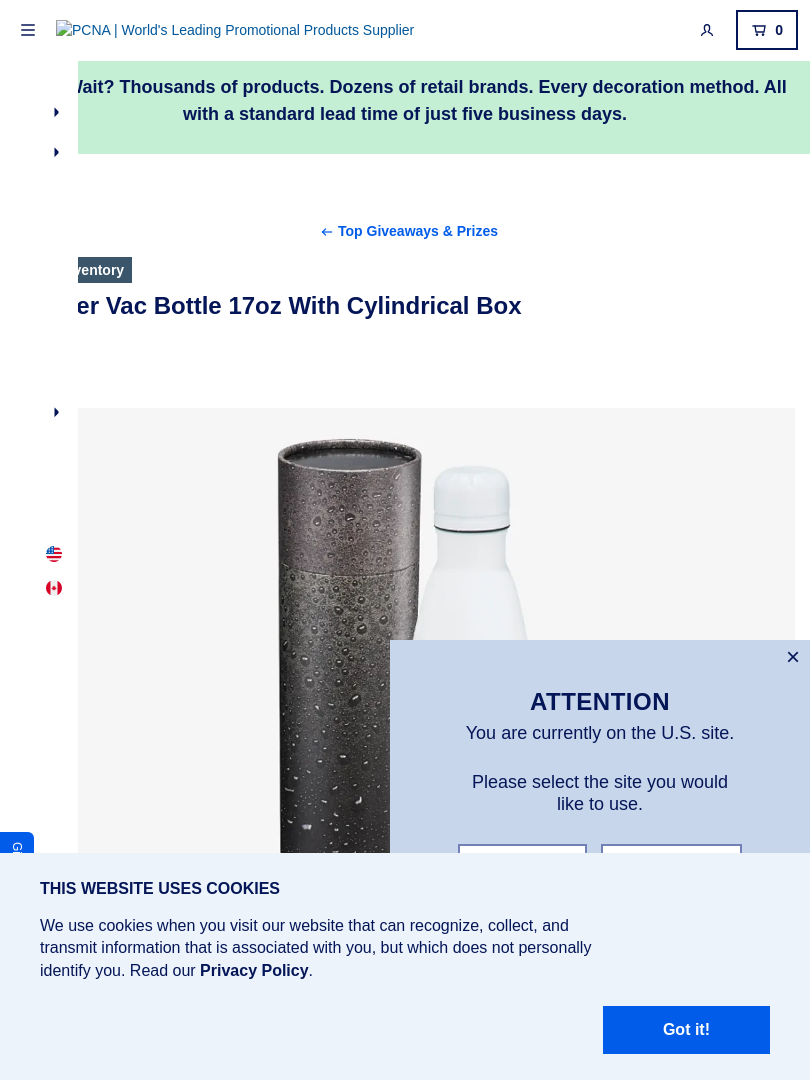 PCNA | World's Leading Promotional Products Supplier
0
Wait? Thousands of products. Dozens of retail brands. Every decoration method. All
with a standard lead time of just five business days.
Top Giveaways & Prizes
Vac Bottle 17oz With Cylindrical Box
ATTENTION
You are currently on the U.S. site.
Please select the site you would
like to use.
THIS WEBSITE USES COOKIES
We use cookies when you visit our website that can recognize, collect, and
transmit information that is associated with you, but which does not personally
identify you. Read our Privacy Policy.
Got it!